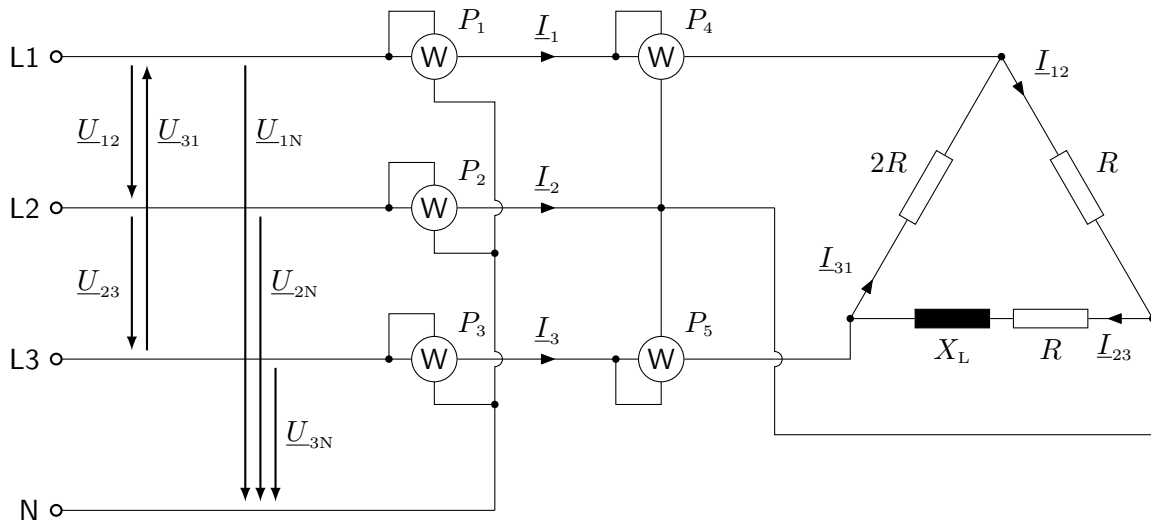 L1 W P₁ I₁ W P₄ I₁₂
U₁₂ U₃₁ U₁N 2R R
L2 W P₂ I₂
U₂₃ U₂N I₃₁
L3 W P₃ I₃ W P₅ X_L R I₂₃
U₃N
N